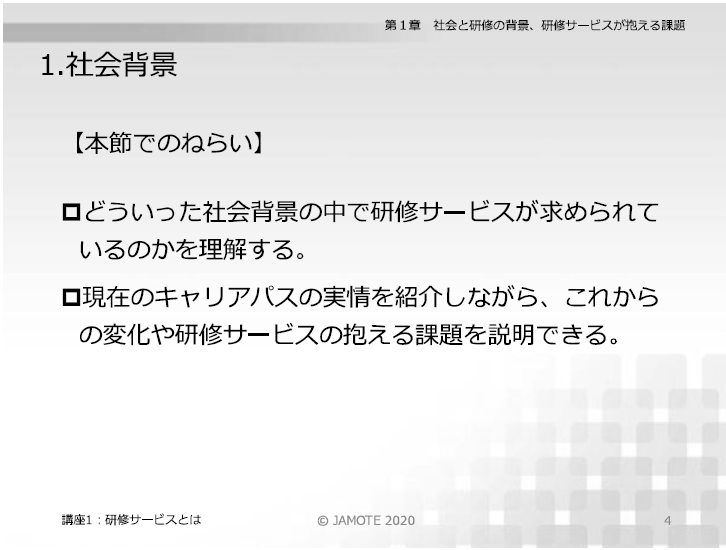 第１章　社会と研修の背景、研修サービスが抱える課題
1.社会背景
【本節でのねらい】
どういった社会背景の中で研修サービスが求められて
いるのかを理解する。
現在のキャリアパスの実情を紹介しながら、これから
の変化や研修サービスの抱える課題を説明できる。
講座1：研修サービスとは
© JAMOTE 2020
4